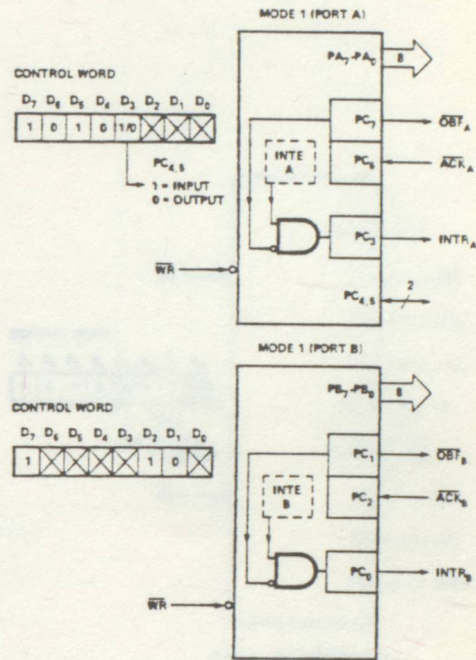 MODE 1 (PORT A)
PA7-PA0 8
CONTROL WORD
D7 D6 D5 D4 D3 D2 D1 D0
1 0 1 0 1/0
PC4,5
1 = INPUT
0 = OUTPUT
PC7
OBFA
INTE
A
PC6
ACKA
PC3
INTRA
WR
PC4,5
2
MODE 1 (PORT B)
PB7-PB0 8
CONTROL WORD
D7 D6 D5 D4 D3 D2 D1 D0
1 1 0
PC1
OBFB
INTE
B
PC2
ACKB
PC0
INTRB
WR